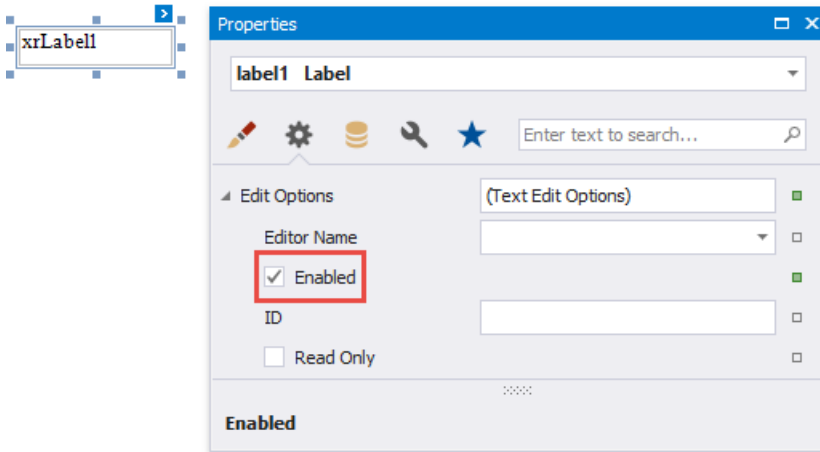 xrLabel1
Properties
label1 Label
Enter text to search...
Edit Options
(Text Edit Options)
Editor Name
Enabled
ID
Read Only
Enabled